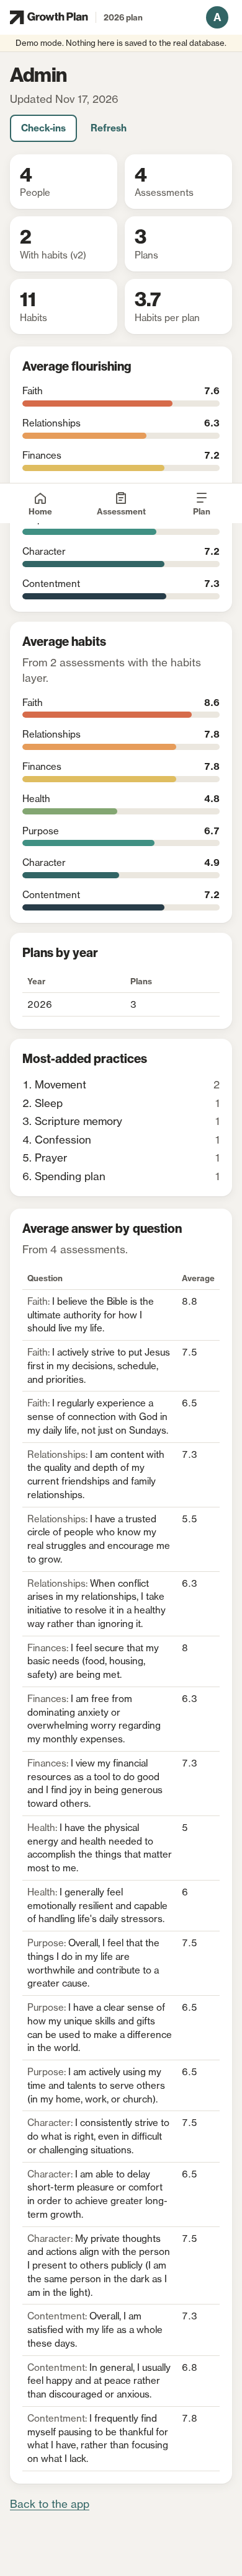 Growth Plan
2026 plan
A
Demo mode. Nothing here is saved to the real database.
Admin
Updated Nov 17, 2026
Check-ins
Refresh
4
People
4
Assessments
2
With habits (v2)
3
Plans
11
Habits
3.7
Habits per plan
Average flourishing
Faith 7.6
Relationships 6.3
Finances 7.2
Home
Assessment
Plan
Character 7.2
Contentment 7.3
Average habits
From 2 assessments with the habits
layer.
Faith 8.6
Relationships 7.8
Finances 7.8
Health 4.8
Purpose 6.7
Character 4.9
Contentment 7.2
Plans by year
Year Plans
2026 3
Most-added practices
1. Movement 2
2. Sleep 1
3. Scripture memory 1
4. Confession 1
5. Prayer 1
6. Spending plan 1
Average answer by question
From 4 assessments.
Question Average
Faith: I believe the Bible is the 8.8
ultimate authority for how I
should live my life.
Faith: I actively strive to put Jesus 7.5
first in my decisions, schedule,
and priorities.
Faith: I regularly experience a 6.5
sense of connection with God in
my daily life, not just on Sundays.
Relationships: I am content with 7.3
the quality and depth of my
current friendships and family
relationships.
Relationships: I have a trusted 5.5
circle of people who know my
real struggles and encourage me
to grow.
Relationships: When conflict 6.3
arises in my relationships, I take
initiative to resolve it in a healthy
way rather than ignoring it.
Finances: I feel secure that my 8
basic needs (food, housing,
safety) are being met.
Finances: I am free from 6.3
dominating anxiety or
overwhelming worry regarding
my monthly expenses.
Finances: I view my financial 7.3
resources as a tool to do good
and I find joy in being generous
toward others.
Health: I have the physical 5
energy and health needed to
accomplish the things that matter
most to me.
Health: I generally feel 6
emotionally resilient and capable
of handling life's daily stressors.
Purpose: Overall, I feel that the 7.5
things I do in my life are
worthwhile and contribute to a
greater cause.
Purpose: I have a clear sense of 6.5
how my unique skills and gifts
can be used to make a difference
in the world.
Purpose: I am actively using my 6.5
time and talents to serve others
(in my home, work, or church).
Character: I consistently strive to 7.5
do what is right, even in difficult
or challenging situations.
Character: I am able to delay 6.5
short-term pleasure or comfort
in order to achieve greater long-
term growth.
Character: My private thoughts 7.5
and actions align with the person
I present to others publicly (I am
the same person in the dark as I
am in the light).
Contentment: Overall, I am 7.3
satisfied with my life as a whole
these days.
Contentment: In general, I usually 6.8
feel happy and at peace rather
than discouraged or anxious.
Contentment: I frequently find 7.8
myself pausing to be thankful for
what I have, rather than focusing
on what I lack.
Back to the app